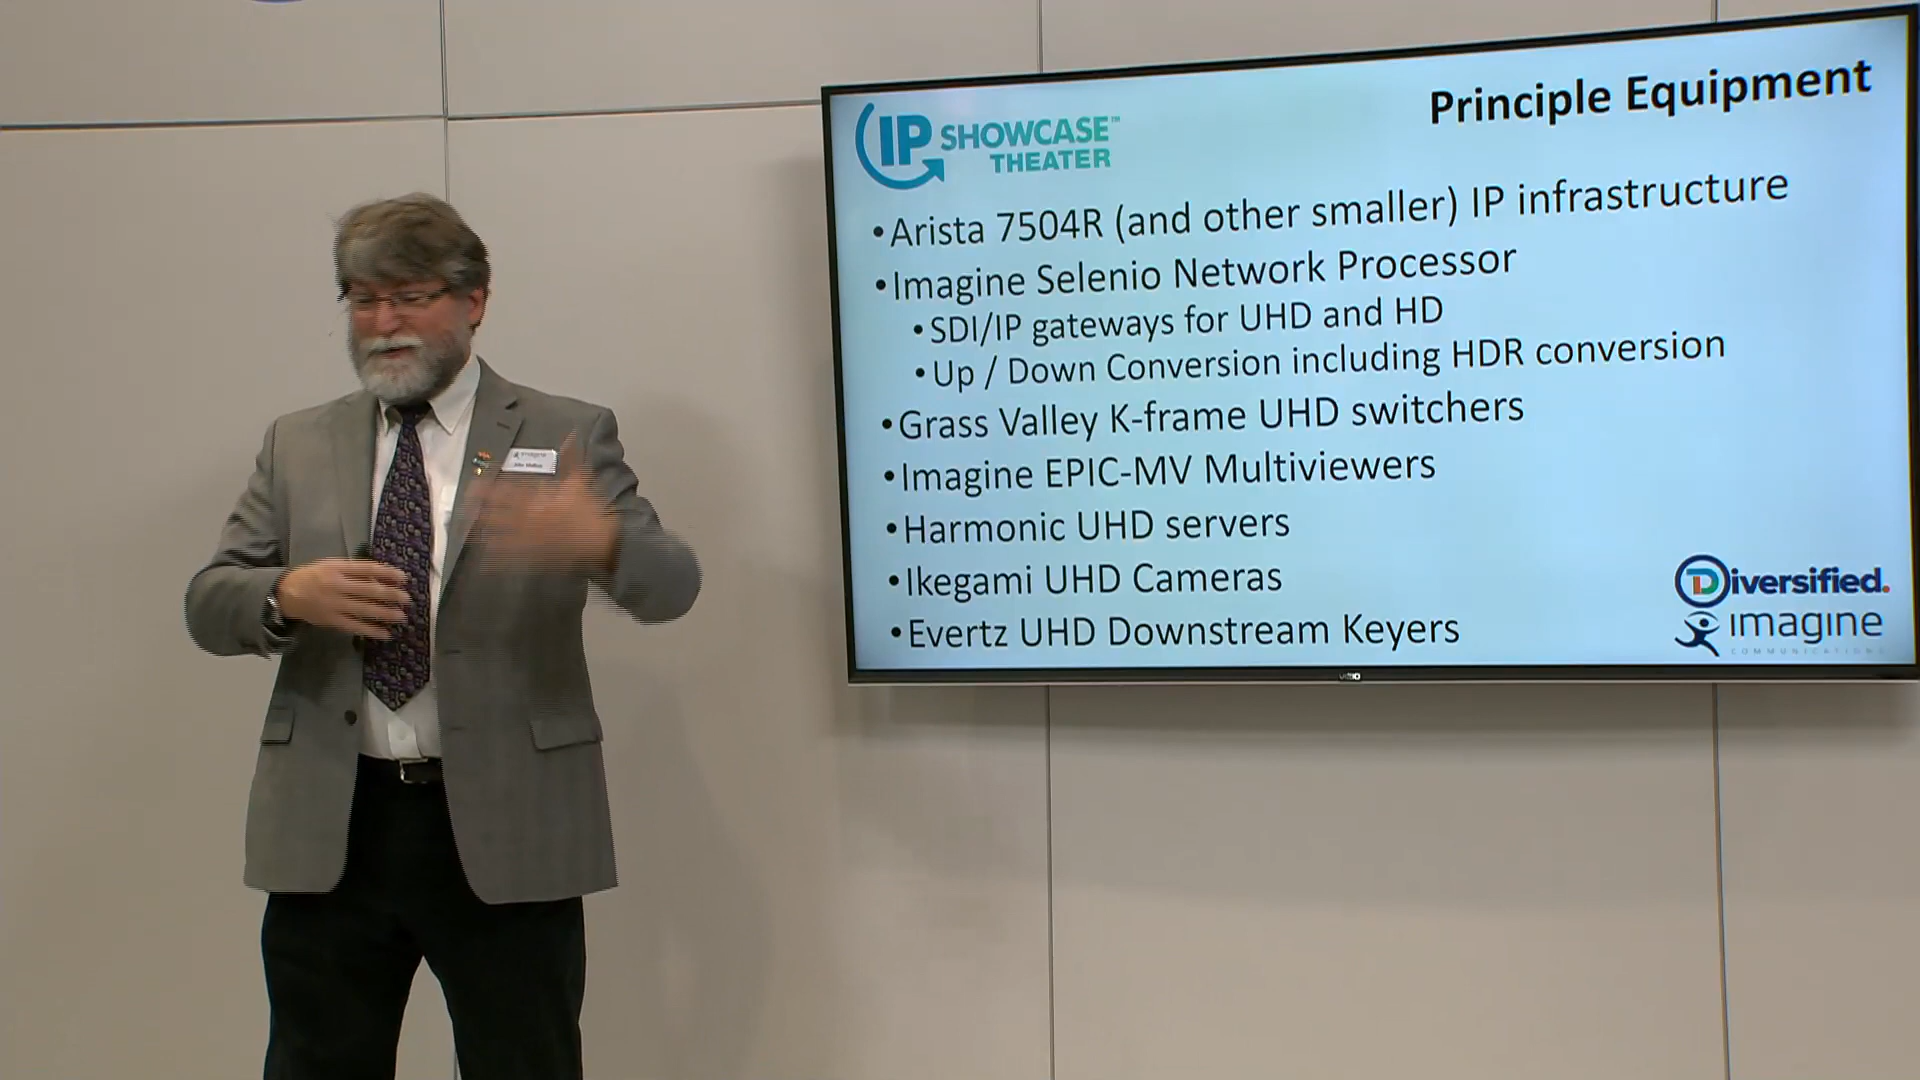 IP SHOWCASE™
THEATER
Principle Equipment
•Arista 7504R (and other smaller) IP infrastructure
•Imagine Selenio Network Processor
•SDI/IP gateways for UHD and HD
•Up / Down Conversion including HDR conversion
•Grass Valley K-frame UHD switchers
•Imagine EPIC-MV Multiviewers
•Harmonic UHD servers
•Ikegami UHD Cameras
•Evertz UHD Downstream Keyers
Diversified.
imagine
COMMUNICATIONS
VIZIO